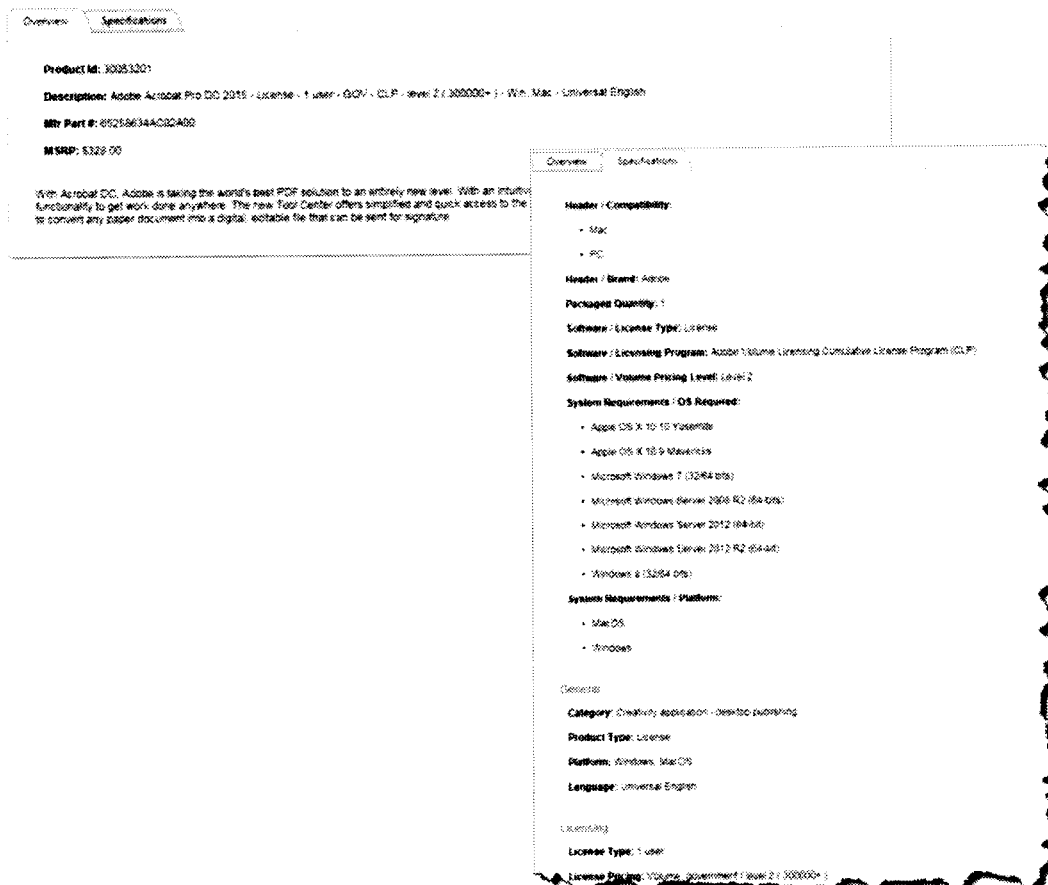 Overview Specifications
Product Id: 30053201
Description: Adobe Acrobat Pro DC 2015 - License - 1 user - GOV - CLP - level 2 ( 300000+ ) - Win, Mac - Universal English
Mfr Part #: 65258634AC02A00
MSRP: $329.00
With Acrobat DC, Adobe is taking the world's best PDF solution to an entirely new level. With an intuitiv
functionality to get work done anywhere. The new Tool Center offers simplified and quick access to the
to convert any paper document into a digital, editable file that can be sent for signature
Overview Specifications
Header / Compatibility:
• Mac
• PC
Header / Brand: Adobe
Packaged Quantity: 1
Software / License Type: License
Software / Licensing Program: Adobe Volume Licensing Cumulative License Program (CLP)
Software / Volume Pricing Level: Level 2
System Requirements / OS Required:
• Apple OS X 10.10 Yosemite
• Apple OS X 10.9 Mavericks
• Microsoft Windows 7 (32/64 bits)
• Microsoft Windows Server 2008 R2 (64-bits)
• Microsoft Windows Server 2012 (64-bit)
• Microsoft Windows Server 2012 R2 (64-bit)
• Windows 8 (32/64 bits)
System Requirements / Platform:
• MacOS
• Windows
General
Category: Creativity application - desktop publishing
Product Type: License
Platform: Windows, MacOS
Language: Universal English
Licensing
License Type: 1 user
License Pricing: Volume, government / level 2 ( 300000+ )